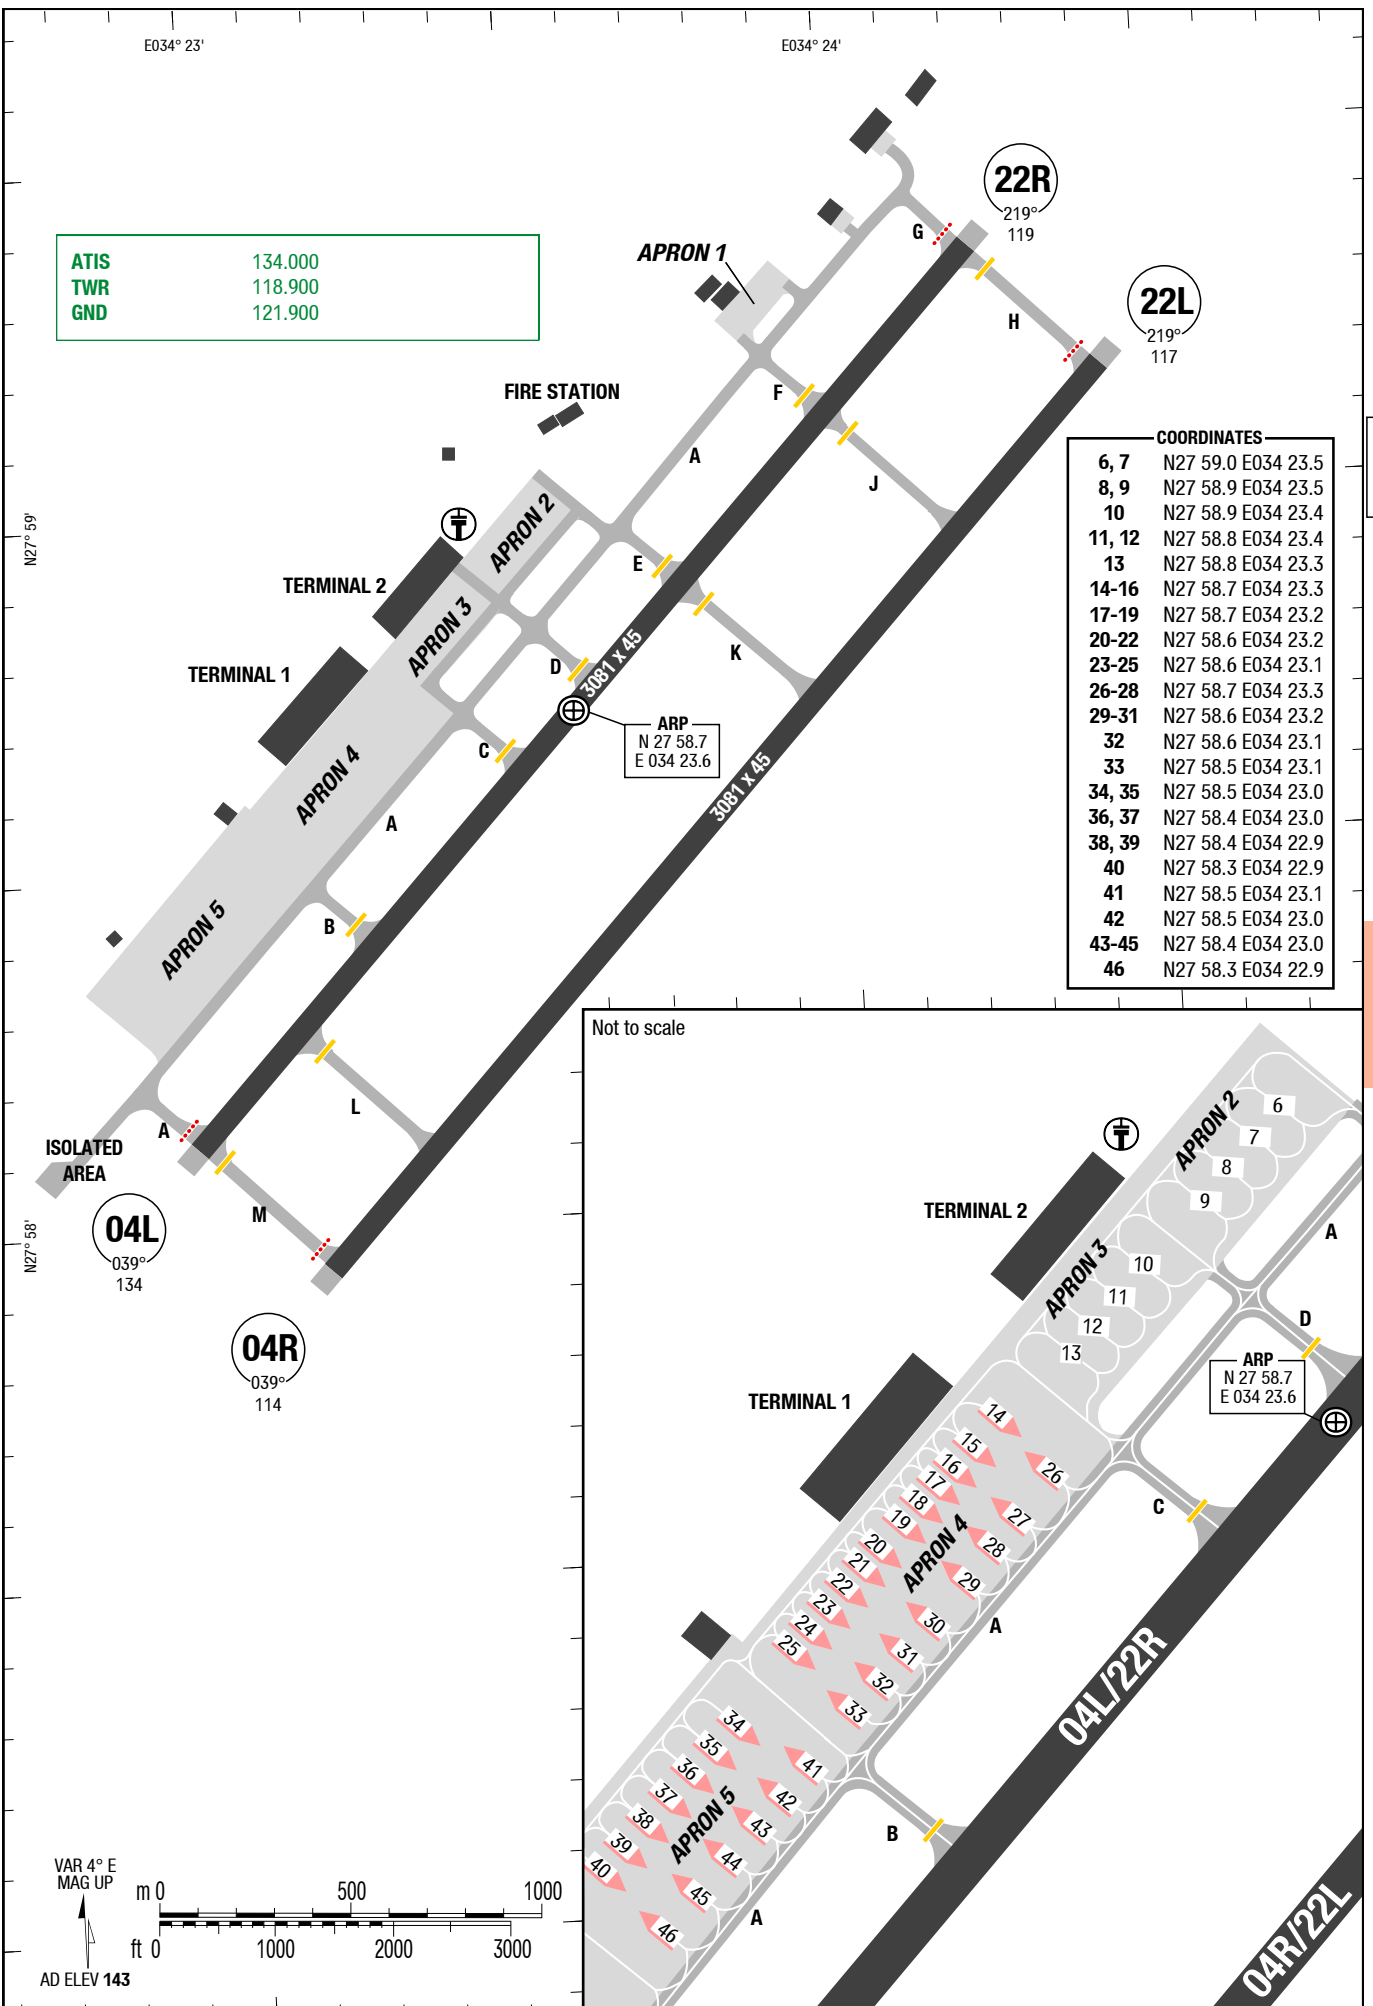 E034° 23'
E034° 24'
22R
219°
119
G
ATIS 134.000
TWR 118.900
GND 121.900
APRON 1
H
22L
219°
117
FIRE STATION
F
A
J
COORDINATES
6, 7 N27 59.0 E034 23.5
8, 9 N27 58.9 E034 23.5
10 N27 58.9 E034 23.4
11, 12 N27 58.8 E034 23.4
13 N27 58.8 E034 23.3
14-16 N27 58.7 E034 23.3
17-19 N27 58.7 E034 23.2
20-22 N27 58.6 E034 23.2
23-25 N27 58.6 E034 23.1
26-28 N27 58.7 E034 23.3
29-31 N27 58.6 E034 23.2
32 N27 58.6 E034 23.1
33 N27 58.5 E034 23.1
34, 35 N27 58.5 E034 23.0
36, 37 N27 58.4 E034 23.0
38, 39 N27 58.4 E034 22.9
40 N27 58.3 E034 22.9
41 N27 58.5 E034 23.1
42 N27 58.5 E034 23.0
43-45 N27 58.4 E034 23.0
46 N27 58.3 E034 22.9
N27° 59'
APRON 2
E
TERMINAL 2
APRON 3
K
D
3081 X 45
TERMINAL 1
ARP
N 27 58.7
E 034 23.6
C
APRON 4
3081 X 45
A
APRON 5
B
L
A
ISOLATED
AREA
M
N27° 58'
04L
039°
134
04R
039°
114
Not to scale
6
APRON 2
7
8
9
TERMINAL 2
A
APRON 3
10
11
12
13
D
ARP
N 27 58.7
E 034 23.6
TERMINAL 1
14
15
16
17
18
19
20
21
22
23
24
25
26
27
28
29
30
31
32
33
APRON 4
C
A
04L/22R
34
35
36
37
38
39
40
41
42
43
44
45
46
APRON 5
B
A
04R/22L
VAR 4° E
MAG UP
AD ELEV 143
m 0 500 1000
ft 0 1000 2000 3000